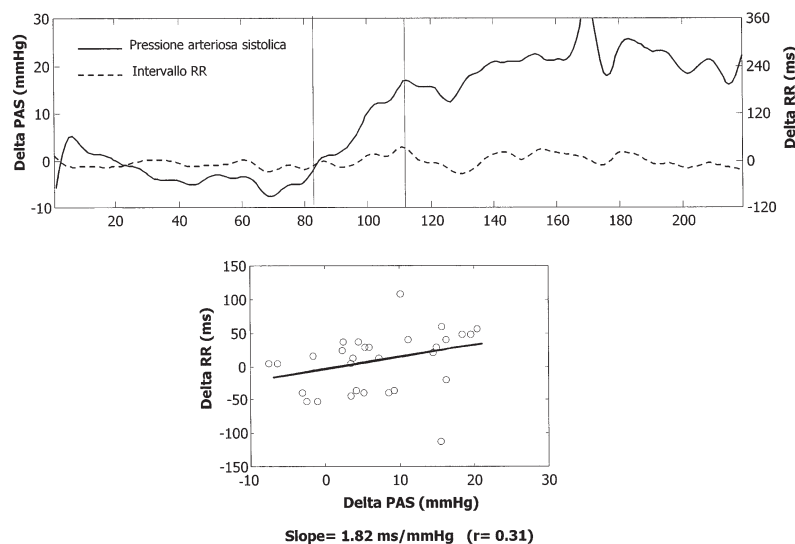 30
20
10
0
-10
Delta PAS (mmHg)
Pressione arteriosa sistolica
Intervallo RR
360
240
120
0
-120
Delta RR (ms)
20 40 60 80 100 120 140 160 180 200
150
100
50
0
-50
-100
-150
Delta RR (ms)
-10 0 10 20 30
Delta PAS (mmHg)
Slope= 1.82 ms/mmHg (r= 0.31)